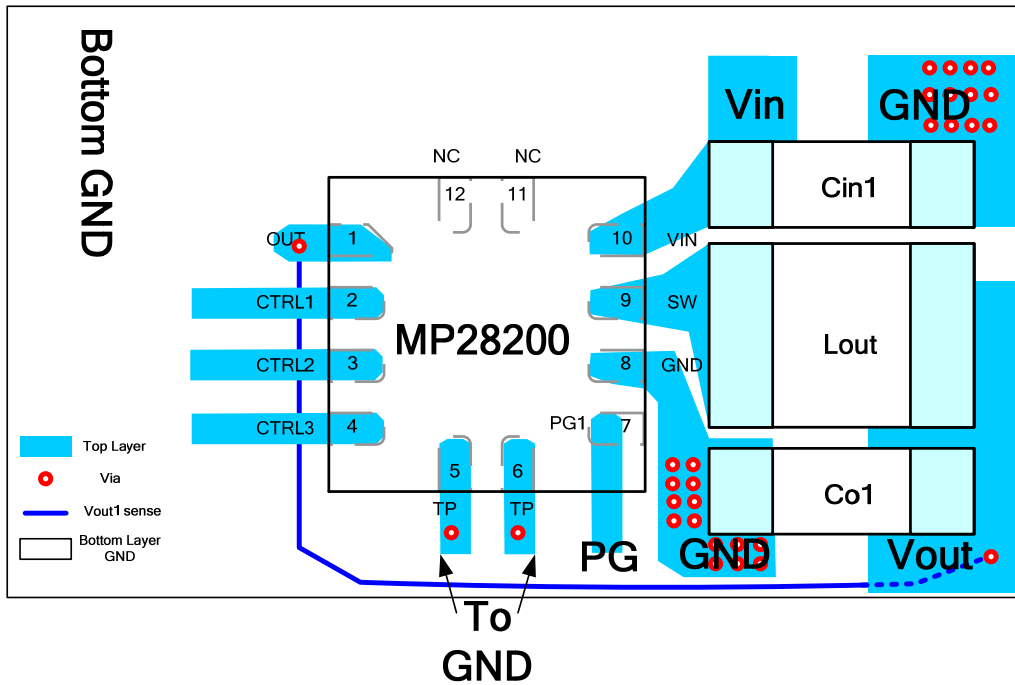 Bottom GND
Vin
GND
NC
NC
12
11
Cin1
OUT
1
10
VIN
CTRL1
2
9
SW
MP28200
Lout
CTRL2
3
8
GND
CTRL3
4
PG1
7
5
6
Co1
TP
TP
Top Layer
Via
Vout1 sense
Bottom Layer
GND
PG
GND
Vout
To
GND